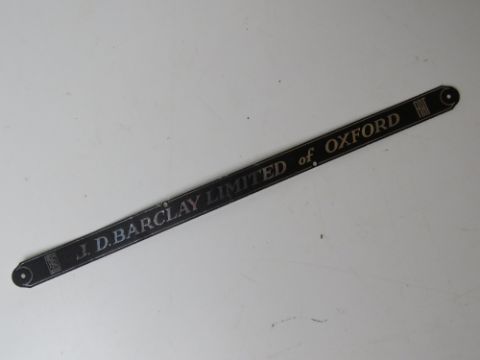 J. D. BARCLAY LIMITED of OXFORD